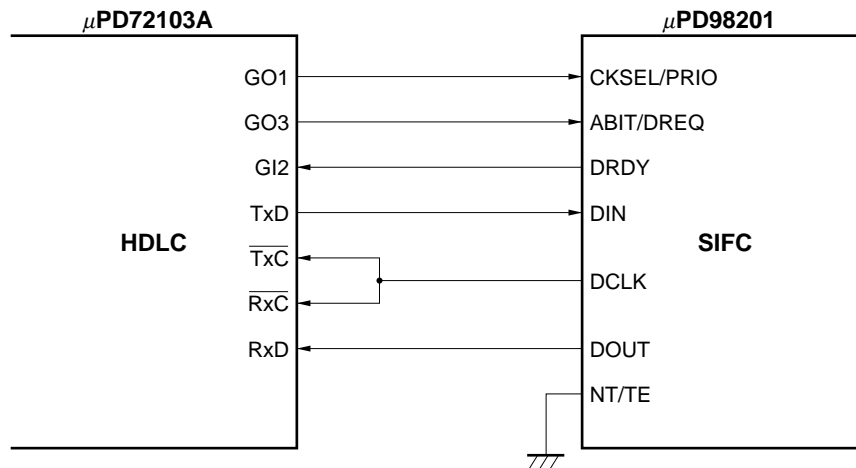 μPD72103A
μPD98201
GO1
CKSEL/PRIO
GO3
ABIT/DREQ
GI2
DRDY
TxD
DIN
HDLC
SIFC
TxC
DCLK
RxC
RxD
DOUT
NT/TE